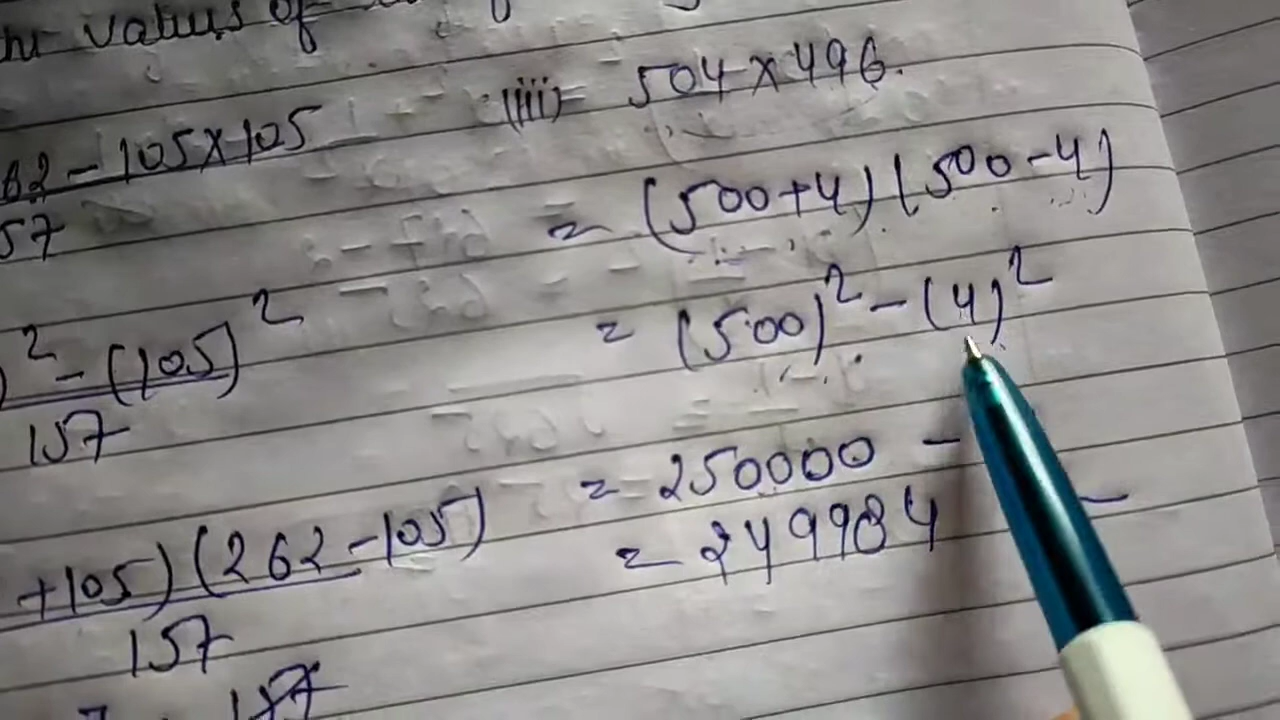 values of
62 - 105 x 105
57
(iii) = 504 x 496.
= (500+4) (500-4)
)² - (105)²
157
= (500)² - (4)²
= 250000 -
= 249984
+105) (262-105)
157
157